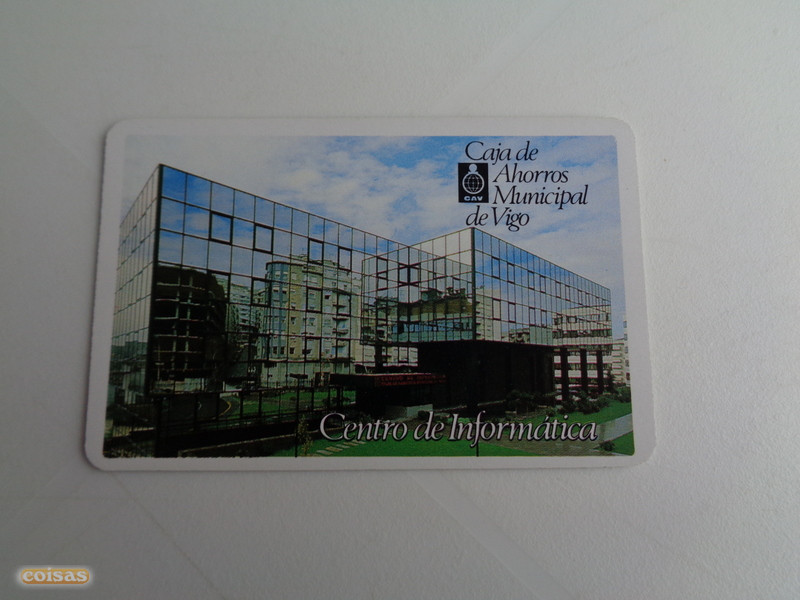 Caja de
Ahorros
Municipal
de Vigo
CAV
Centro de Informática
coisas